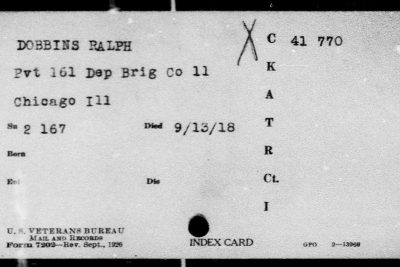 DOBBINS RALPH
X
C 41 770
Pvt 161 Dep Brig Co 11
K
Chicago Ill
A
Sn 2 167 Died 9/13/18
T
Born
R
Enl Dis
Ct.
I
U. S. VETERANS BUREAU
MAIL AND RECORDS
Form 7202—Rev. Sept., 1926
INDEX CARD
GPO 2—13968